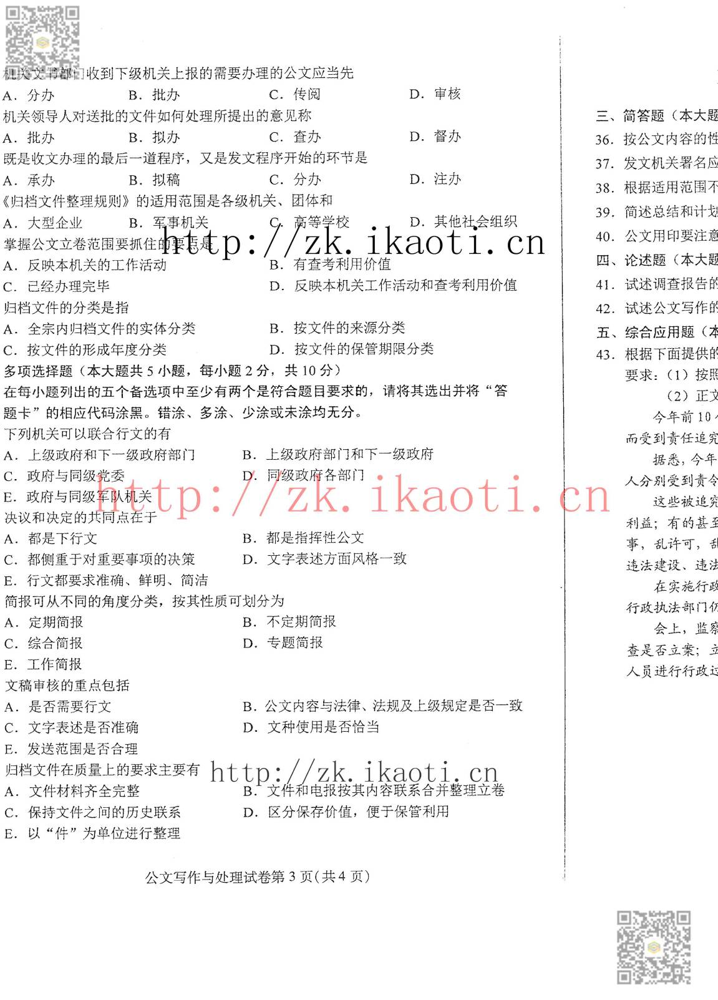 机关文书部门收到下级机关上报的需要办理的公文应当先
A．分办 B．批办 C．传阅 D．审核
机关领导人对送批的文件如何处理所提出的意见称
A．批办 B．拟办 C．查办 D．督办
既是收文办理的最后一道程序，又是发文程序开始的环节是
A．承办 B．拟稿 C．分办 D．注办
《归档文件整理规则》的适用范围是各级机关、团体和
A．大型企业 B．军事机关 C．高等学校 D．其他社会组织
http://zk.ikaoti.cn
掌握公文立卷范围要抓住的要点是
A．反映本机关的工作活动 B．有查考利用价值
C．已经办理完毕 D．反映本机关工作活动和查考利用价值
归档文件的分类是指
A．全宗内归档文件的实体分类 B．按文件的来源分类
C．按文件的形成年度分类 D．按文件的保管期限分类
多项选择题（本大题共 5 小题，每小题 2 分，共 10 分）
在每小题列出的五个备选项中至少有两个是符合题目要求的，请将其选出并将“答
题卡”的相应代码涂黑。错涂、多涂、少涂或未涂均无分。
下列机关可以联合行文的有
A．上级政府和下一级政府部门 B．上级政府部门和下一级政府
C．政府与同级党委 D．同级政府各部门
http://zk.ikaoti.cn
E．政府与同级军队机关
决议和决定的共同点在于
A．都是下行文 B．都是指挥性公文
C．都侧重于对重要事项的决策 D．文字表述方面风格一致
E．行文都要求准确、鲜明、简洁
简报可从不同的角度分类，按其性质可划分为
A．定期简报 B．不定期简报
C．综合简报 D．专题简报
E．工作简报
文稿审核的重点包括
A．是否需要行文 B．公文内容与法律、法规及上级规定是否一致
C．文字表述是否准确 D．文种使用是否恰当
E．发送范围是否合理
归档文件在质量上的要求主要有
http://zk.ikaoti.cn
A．文件材料齐全完整 B．文件和电报按其内容联系合并整理立卷
C．保持文件之间的历史联系 D．区分保存价值，便于保管利用
E．以“件”为单位进行整理
公文写作与处理试卷第 3 页（共 4 页）
三、简答题（本大题
36．按公文内容的性
37．发文机关署名应
38．根据适用范围不
39．简述总结和计划
40．公文用印要注意
四、论述题（本大题
41．试述调查报告的
42．试述公文写作的
五、综合应用题（本
43．根据下面提供的
要求：（1）按照
（2）正文
今年前 10 个
而受到责任追究
据悉，今年
人分别受到责令
这些被追究
利益；有的甚至
事，乱许可，乱
违法建设、违法
在实施行政
行政执法部门仍
会上，监察
查是否立案；立
人员进行行政过